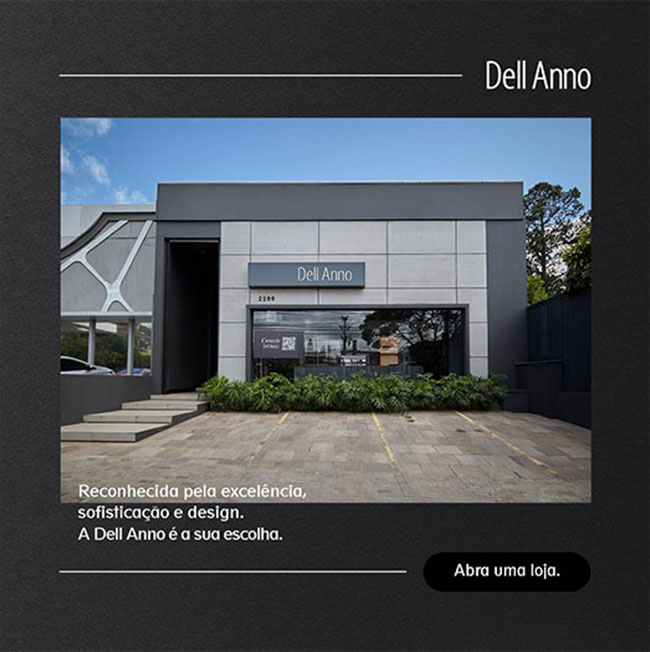 Dell Anno
Dell Anno
2266
Reconhecida pela excelência,
sofisticação e design.
A Dell Anno é a sua escolha.
Abra uma loja.